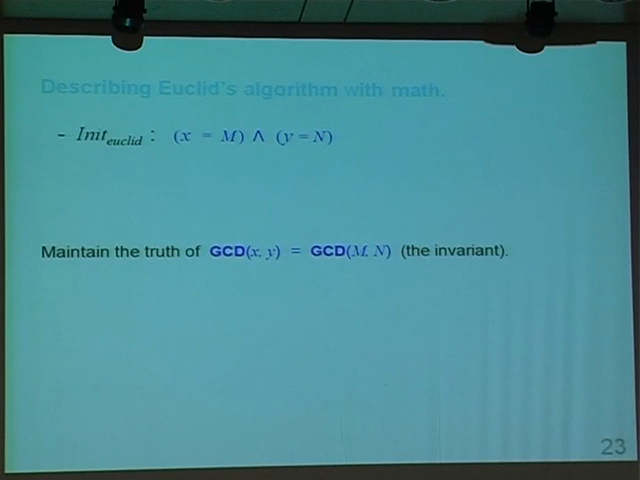 Describing Euclid's algorithm with math.
– Init_euclid : (x = M) ∧ (y = N)
Maintain the truth of GCD(x, y) = GCD(M, N) (the invariant).
23